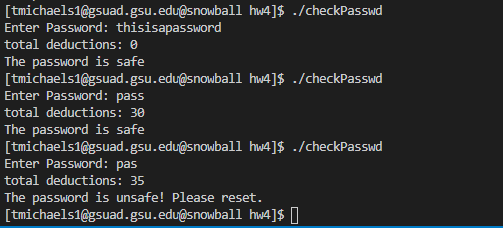 [tmichaels1@gsuad.gsu.edu@snowball hw4]$ ./checkPasswd
Enter Password: thisisapassword
total deductions: 0
The password is safe
[tmichaels1@gsuad.gsu.edu@snowball hw4]$ ./checkPasswd
Enter Password: pass
total deductions: 30
The password is safe
[tmichaels1@gsuad.gsu.edu@snowball hw4]$ ./checkPasswd
Enter Password: pas
total deductions: 35
The password is unsafe! Please reset.
[tmichaels1@gsuad.gsu.edu@snowball hw4]$